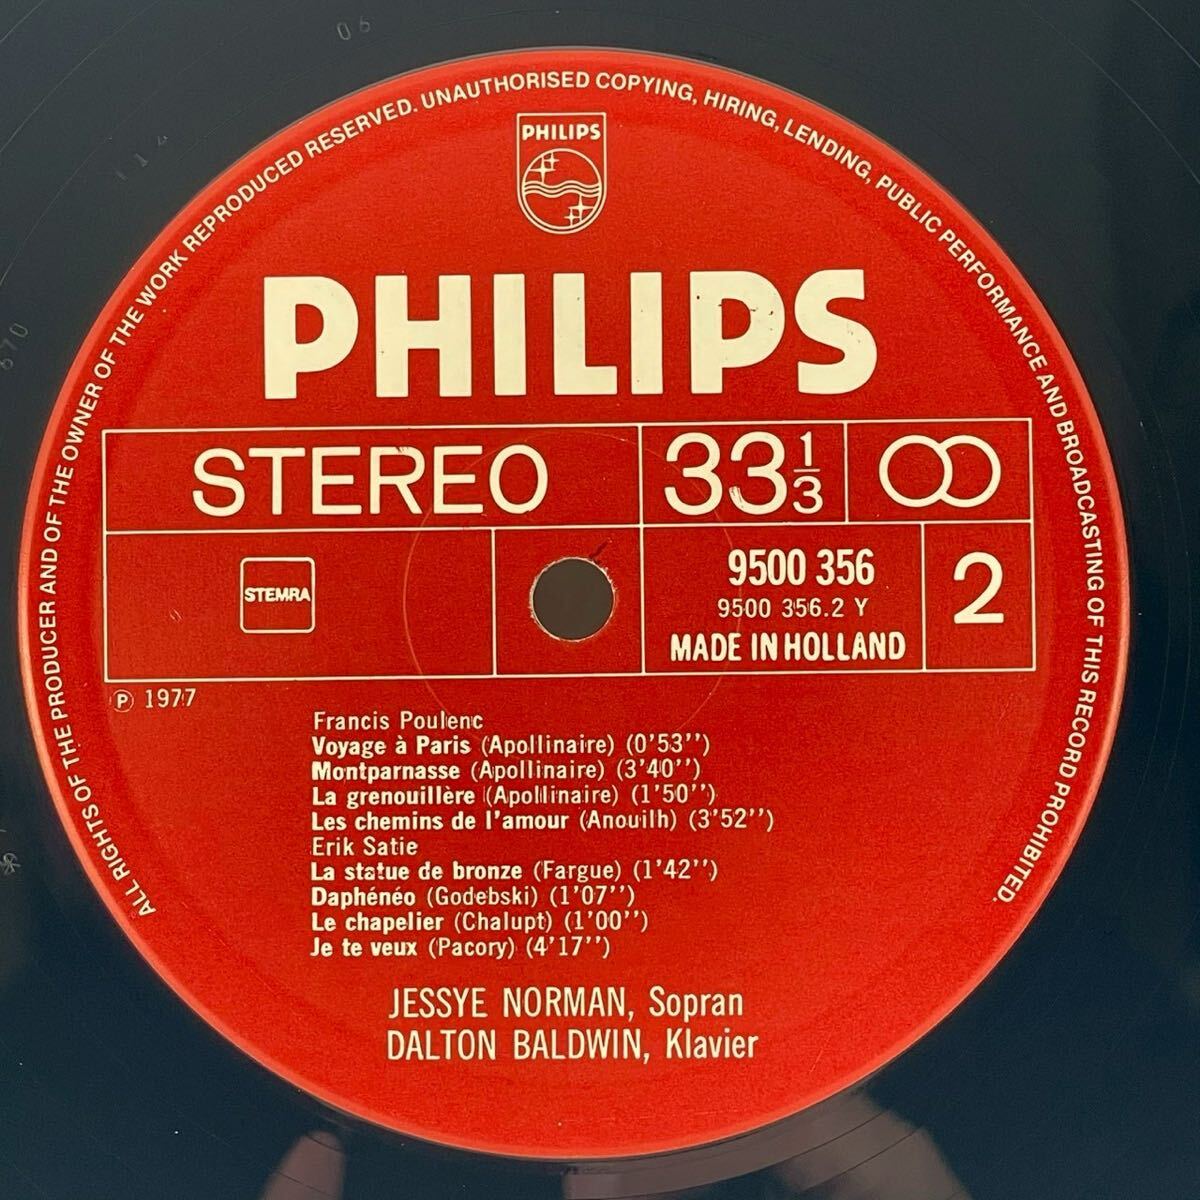 ALL RIGHTS OF THE PRODUCER AND OF THE OWNER OF THE WORK REPRODUCED RESERVED. UNAUTHORISED COPYING, HIRING, LENDING, PUBLIC PERFORMANCE AND BROADCASTING OF THIS RECORD PROHIBITED.
PHILIPS
PHILIPS
STEREO
33 1/3
STEMRA
9500 356
9500 356.2 Y
MADE IN HOLLAND
2
℗ 1977
Francis Poulenc
Voyage à Paris (Apollinaire) (0'53'')
Montparnasse (Apollinaire) (3'40'')
La grenouillère (Apollinaire) (1'50'')
Les chemins de l'amour (Anouilh) (3'52'')
Erik Satie
La statue de bronze (Fargue) (1'42'')
Daphénéo (Godebski) (1'07'')
Le chapelier (Chalupt) (1'00'')
Je te veux (Pacory) (4'17'')
JESSYE NORMAN, Sopran
DALTON BALDWIN, Klavier